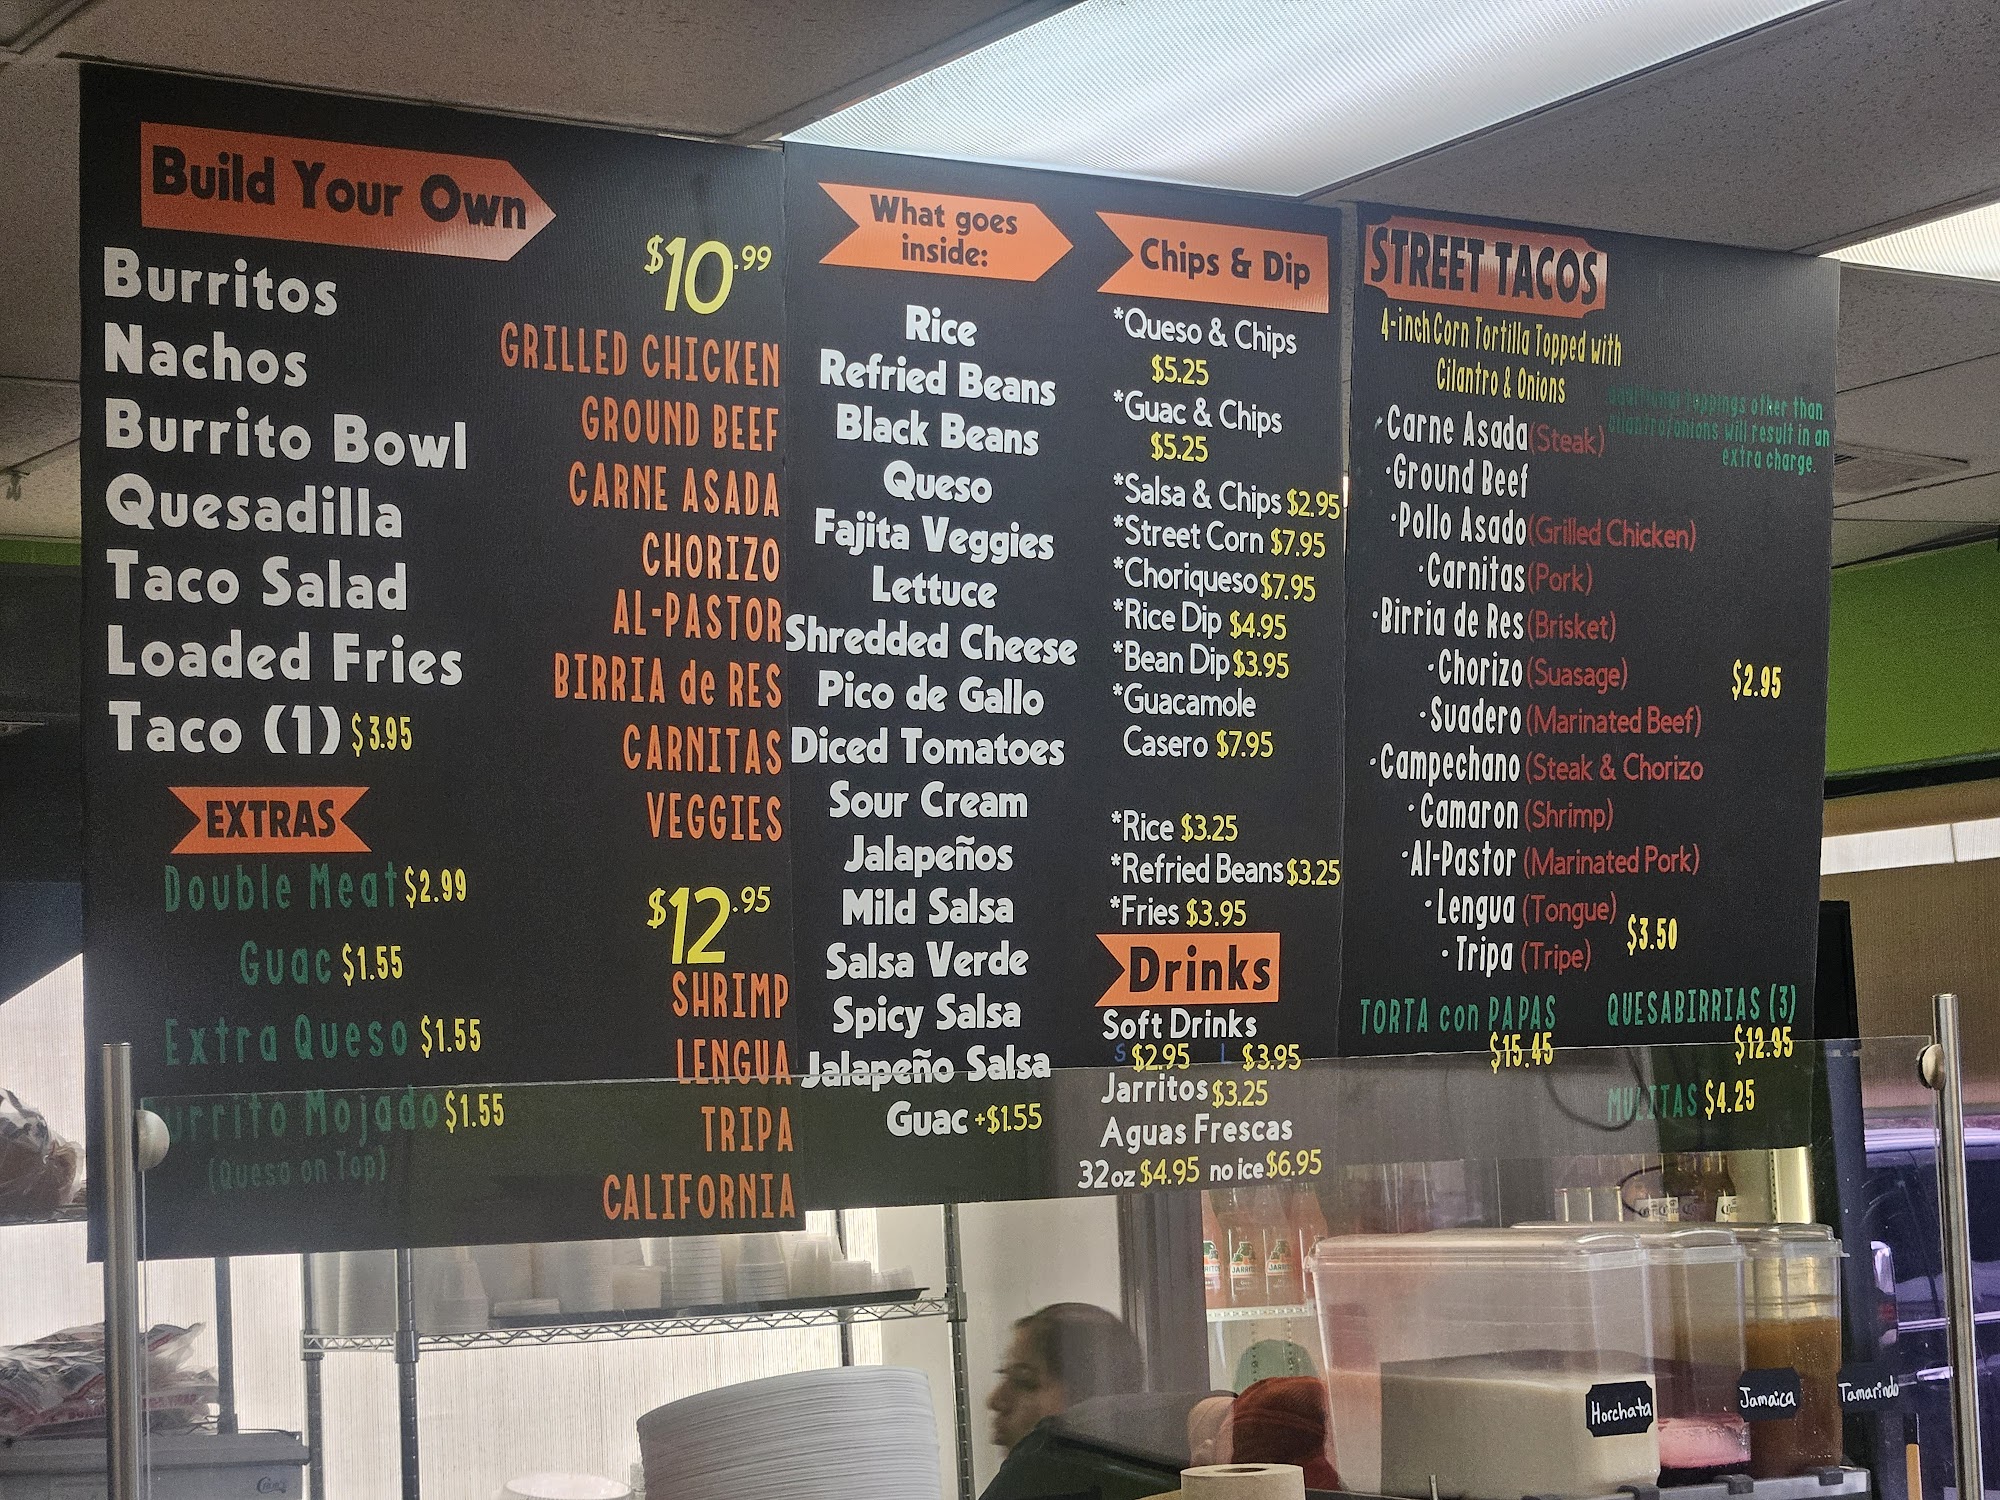 Build Your Own
Burritos
Nachos
Burrito Bowl
Quesadilla
Taco Salad
Loaded Fries
Taco (1) $3.95
EXTRAS
Double Meat $2.99
Guac $1.55
Extra Queso $1.55
Burrito Mojado $1.55
(Queso on Top)
$10.99
GRILLED CHICKEN
GROUND BEEF
CARNE ASADA
CHORIZO
AL-PASTOR
BIRRIA de RES
CARNITAS
VEGGIES
$12.95
SHRIMP
LENGUA
TRIPA
CALIFORNIA
What goes
inside:
Rice
Refried Beans
Black Beans
Queso
Fajita Veggies
Lettuce
Shredded Cheese
Pico de Gallo
Diced Tomatoes
Sour Cream
Jalapeños
Mild Salsa
Salsa Verde
Spicy Salsa
Jalapeño Salsa
Guac +$1.55
Chips & Dip
*Queso & Chips
$5.25
*Guac & Chips
$5.25
*Salsa & Chips $2.95
*Street Corn $7.95
*Choriqueso $7.95
*Rice Dip $4.95
*Bean Dip $3.95
*Guacamole
Casero $7.95
*Rice $3.25
*Refried Beans $3.25
*Fries $3.95
Drinks
Soft Drinks
S $2.95 L $3.95
Jarritos $3.25
Aguas Frescas
32oz $4.95 no ice $6.95
STREET TACOS
4-inch Corn Tortilla Topped with
Cilantro & Onions
additional toppings other than
cilantro/onions will result in an
extra charge.
·Carne Asada (Steak)
·Ground Beef
·Pollo Asado (Grilled Chicken)
·Carnitas (Pork)
·Birria de Res (Brisket)
·Chorizo (Suasage)
$2.95
·Suadero (Marinated Beef)
·Campechano (Steak & Chorizo
·Camaron (Shrimp)
·Al-Pastor (Marinated Pork)
·Lengua (Tongue)
$3.50
·Tripa (Tripe)
TORTA con PAPAS
$15.45
QUESABIRRIAS (3)
$12.95
MULITAS $4.25
Horchata
Jamaica
Tamarindo